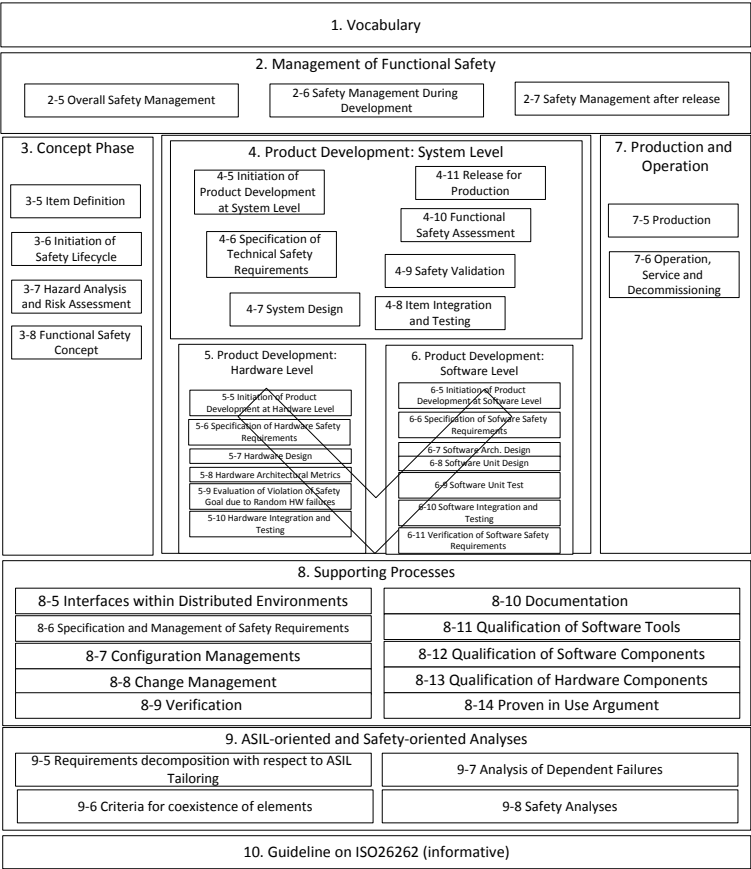 1. Vocabulary
2. Management of Functional Safety
2-5 Overall Safety Management
2-6 Safety Management During
Development
2-7 Safety Management after release
3. Concept Phase
3-5 Item Definition
3-6 Initiation of
Safety Lifecycle
3-7 Hazard Analysis
and Risk Assessment
3-8 Functional Safety
Concept
4. Product Development: System Level
4-5 Initiation of
Product Development
at System Level
4-6 Specification of
Technical Safety
Requirements
4-7 System Design
4-11 Release for
Production
4-10 Functional
Safety Assessment
4-9 Safety Validation
4-8 Item Integration
and Testing
5. Product Development:
Hardware Level
5-5 Initiation of Product
Development at Hardware Level
5-6 Specification of Hardware Safety
Requirements
5-7 Hardware Design
5-8 Hardware Architectural Metrics
5-9 Evaluation of Violation of Safety
Goal due to Random HW failures
5-10 Hardware Integration and
Testing
6. Product Development:
Software Level
6-5 Initiation of Product
Development at Software Level
6-6 Specification of Sofware Safety
Requirements
6-7 Software Arch. Design
6-8 Software Unit Design
6-9 Software Unit Test
6-10 Software Integration and
Testing
6-11 Verification of Software Safety
Requirements
7. Production and
Operation
7-5 Production
7-6 Operation,
Service and
Decommissioning
8. Supporting Processes
8-5 Interfaces within Distributed Environments
8-6 Specification and Management of Safety Requirements
8-7 Configuration Managements
8-8 Change Management
8-9 Verification
8-10 Documentation
8-11 Qualification of Software Tools
8-12 Qualification of Software Components
8-13 Qualification of Hardware Components
8-14 Proven in Use Argument
9. ASIL-oriented and Safety-oriented Analyses
9-5 Requirements decomposition with respect to ASIL
Tailoring
9-6 Criteria for coexistence of elements
9-7 Analysis of Dependent Failures
9-8 Safety Analyses
10. Guideline on ISO26262 (informative)